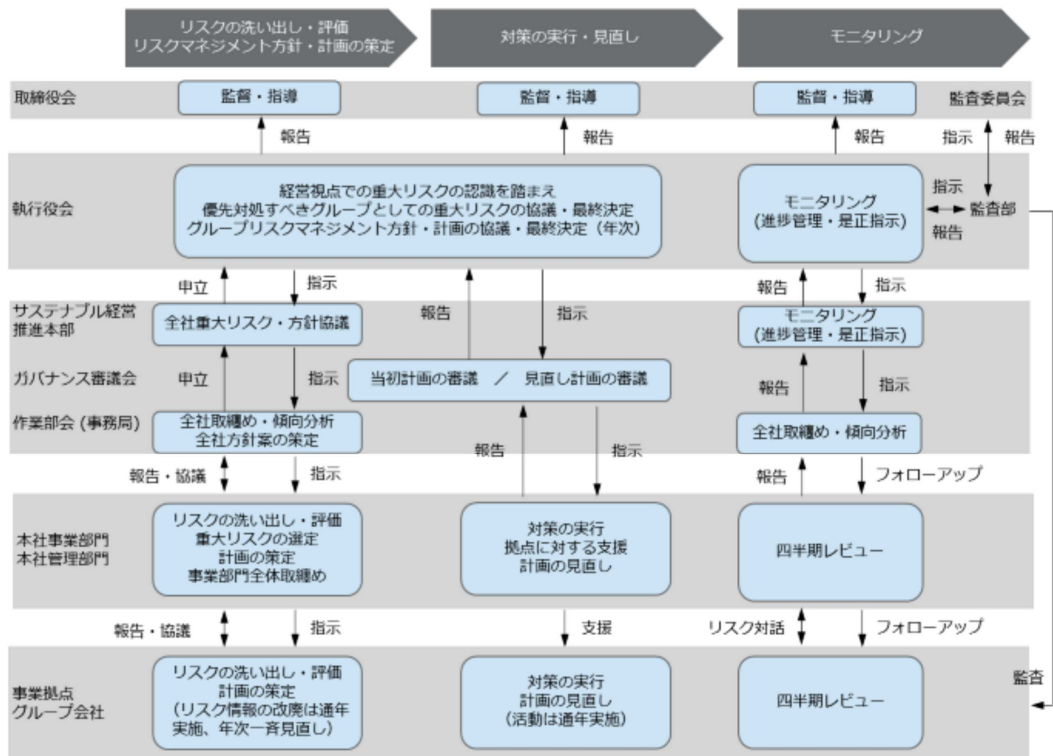 リスクの洗い出し・評価
リスクマネジメント方針・計画の策定
対策の実行・見直し
モニタリング
取締役会
監督・指導
監督・指導
監督・指導
監査委員会
報告
報告
報告
指示
報告
執行役会
経営視点での重大リスクの認識を踏まえ
優先対処すべきグループとしての重大リスクの協議・最終決定
グループリスクマネジメント方針・計画の協議・最終決定（年次）
モニタリング
(進捗管理・是正指示)
指示
報告
監査部
申立
指示
報告
指示
報告
指示
サステナブル経営
推進本部
全社重大リスク・方針協議
モニタリング
(進捗管理・是正指示)
ガバナンス審議会
申立
指示
当初計画の審議　／　見直し計画の審議
報告
指示
作業部会 (事務局)
全社取纏め・傾向分析
全社方針案の策定
全社取纏め・傾向分析
報告・協議
指示
報告
指示
報告
フォローアップ
本社事業部門
本社管理部門
リスクの洗い出し・評価
重大リスクの選定
計画の策定
事業部門全体取纏め
対策の実行
拠点に対する支援
計画の見直し
四半期レビュー
報告・協議
指示
支援
リスク対話
フォローアップ
事業拠点
グループ会社
リスクの洗い出し・評価
計画の策定
(リスク情報の改廃は通年
実施、年次一斉見直し）
対策の実行
計画の見直し
(活動は通年実施）
四半期レビュー
監査